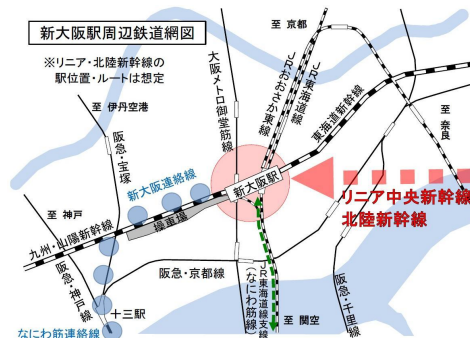 新大阪駅周辺鉄道網図
※リニア・北陸新幹線の
駅位置・ルートは想定
至 京都
至 伊丹空港
大阪メトロ御堂筋線
JRおおさか東線
JR東海道線
東海道新幹線
至 奈良
阪急・宝塚
新大阪連絡線
新大阪駅
リニア中央新幹線
北陸新幹線
操車場
至 神戸
九州・山陽新幹線
阪急・神戸線
阪急・京都線
JR東海道線支線
(なにわ筋線)
至 関空
阪急・千里線
十三駅
なにわ筋連絡線